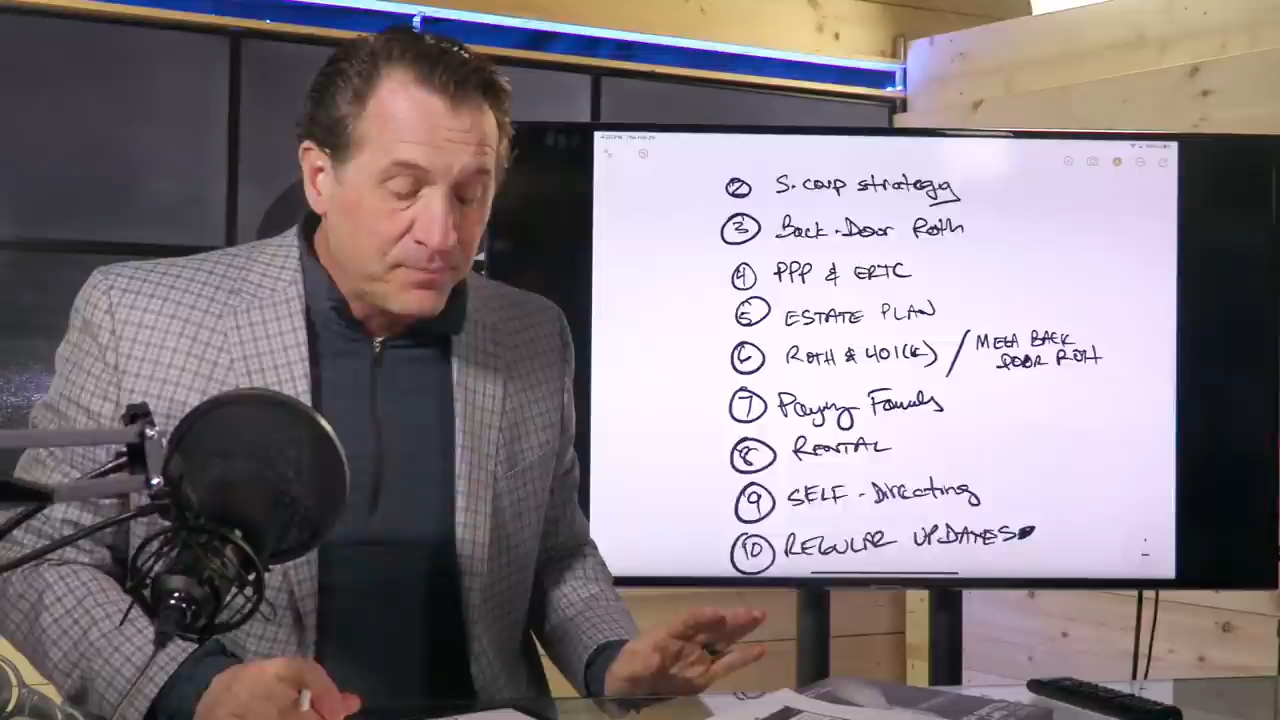 2 S. corp strategy
3 Back-Door Roth
4 PPP & ERTC
5 ESTATE PLAN
6 ROTH & 401(K) / MEGA BACK
DOOR ROTH
7 Paying Family
8 RENTAL
9 SELF-Directing
10 REGULAR UPDATES